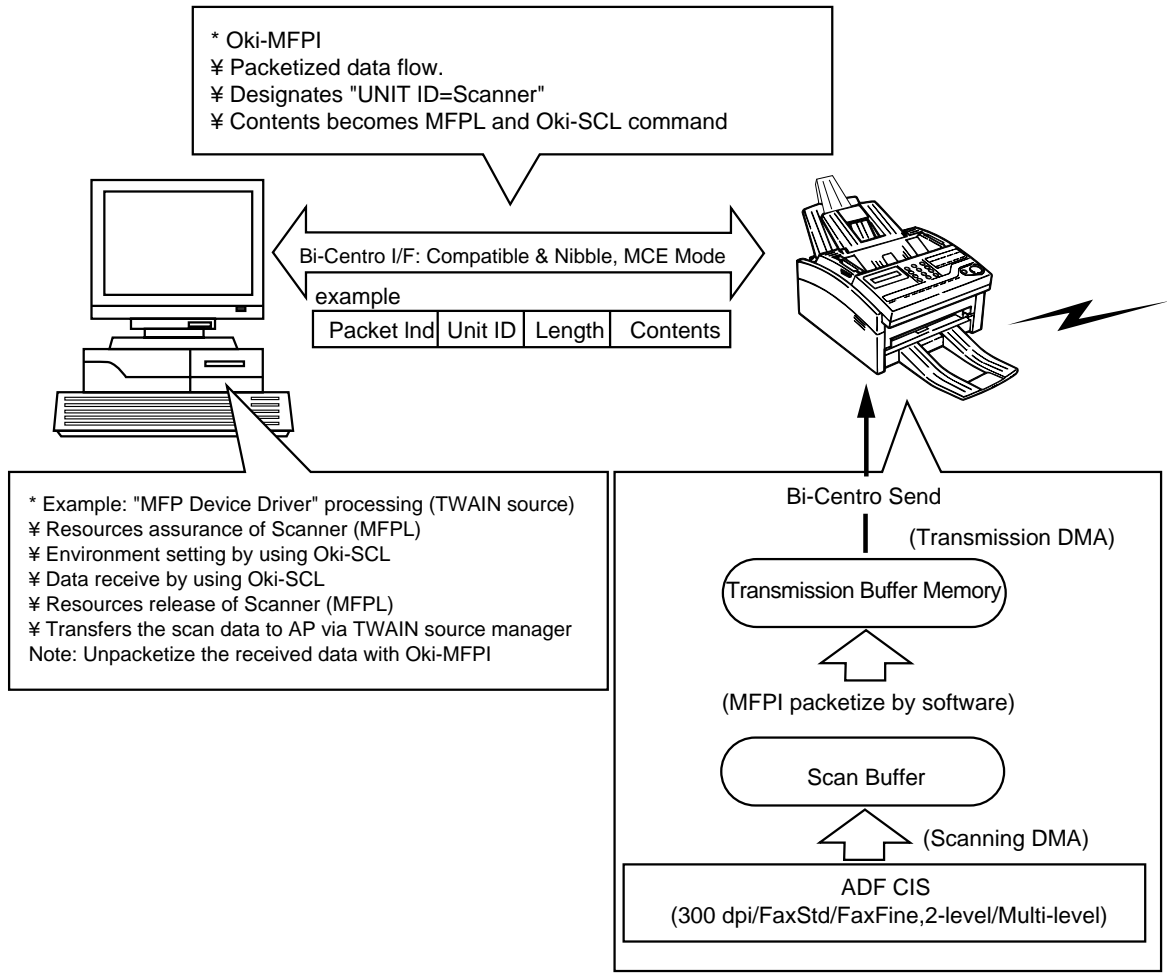 * Oki-MFPI
¥ Packetized data flow.
¥ Designates "UNIT ID=Scanner"
¥ Contents becomes MFPL and Oki-SCL command
Bi-Centro I/F: Compatible & Nibble, MCE Mode
example
Packet Ind Unit ID Length Contents
* Example: "MFP Device Driver" processing (TWAIN source)
¥ Resources assurance of Scanner (MFPL)
¥ Environment setting by using Oki-SCL
¥ Data receive by using Oki-SCL
¥ Resources release of Scanner (MFPL)
¥ Transfers the scan data to AP via TWAIN source manager
Note: Unpacketize the received data with Oki-MFPI
Bi-Centro Send
(Transmission DMA)
Transmission Buffer Memory
(MFPI packetize by software)
Scan Buffer
(Scanning DMA)
ADF CIS
(300 dpi/FaxStd/FaxFine,2-level/Multi-level)